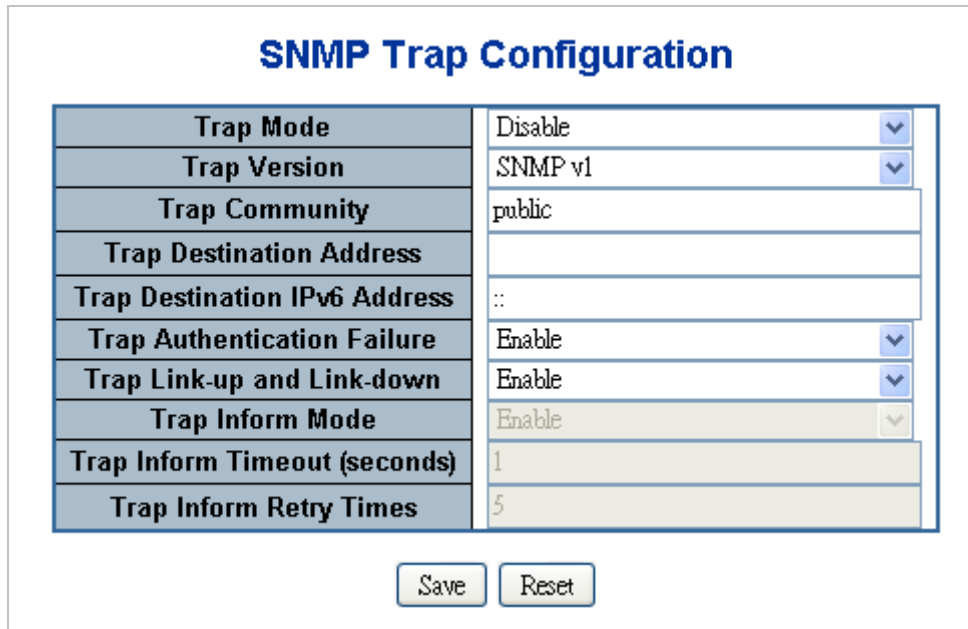 SNMP Trap Configuration
Trap Mode Disable
Trap Version SNMP v1
Trap Community public
Trap Destination Address
Trap Destination IPv6 Address ::
Trap Authentication Failure Enable
Trap Link-up and Link-down Enable
Trap Inform Mode Enable
Trap Inform Timeout (seconds) 1
Trap Inform Retry Times 5
Save Reset